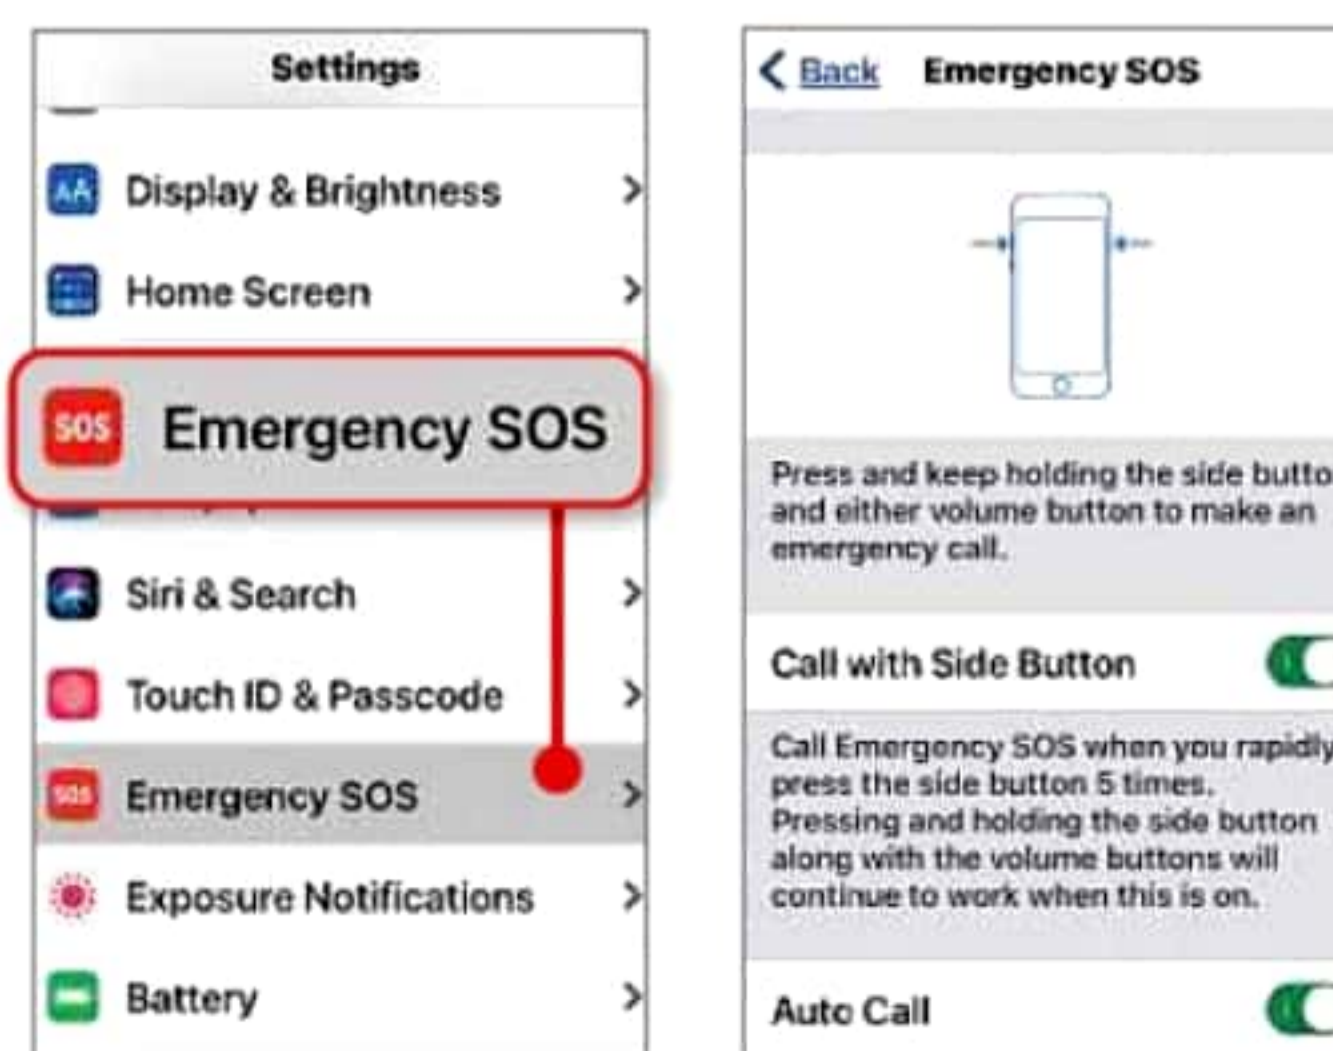 Settings
AA
Display & Brightness
Home Screen
SOS
Emergency SOS
Siri & Search
Touch ID & Passcode
SOS
Emergency SOS
Exposure Notifications
Battery
Back
Emergency SOS
Press and keep holding the side butto
and either volume button to make an
emergency call.
Call with Side Button
Call Emergency SOS when you rapidly
press the side button 5 times.
Pressing and holding the side button
along with the volume buttons will
continue to work when this is on.
Auto Call